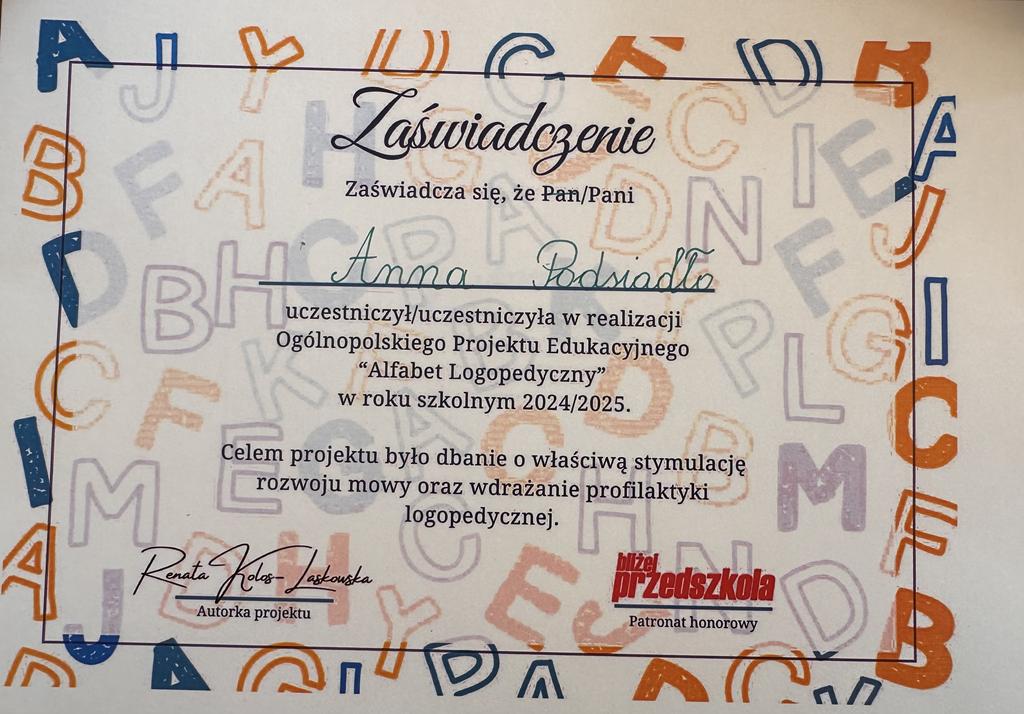 Zaświadczenie
Zaświadcza się, że Pan/Pani
Anna Podsiadło
uczestniczył/uczestniczyła w realizacji
Ogólnopolskiego Projektu Edukacyjnego
“Alfabet Logopedyczny”
w roku szkolnym 2024/2025.
Celem projektu było dbanie o właściwą stymulację
rozwoju mowy oraz wdrażanie profilaktyki
logopedycznej.
Renata Kolos-Laskowska
Autorka projektu
bliżej
przedszkola
Patronat honorowy